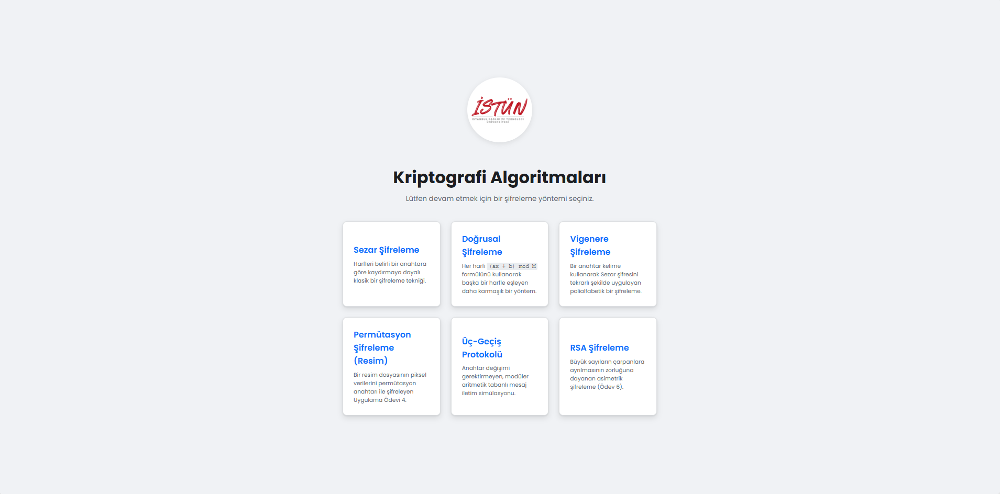 İSTÜN
İSTANBUL SAĞLIK VE TEKNOLOJİ
ÜNİVERSİTESİ
Kriptografi Algoritmaları
Lütfen devam etmek için bir şifreleme yöntemi seçiniz.
Sezar Şifreleme
Harfleri belirli bir anahtara
göre kaydırmaya dayalı
klasik bir şifreleme tekniği.
Doğrusal
Şifreleme
Her harfi (ax + b) mod M
formülünü kullanarak
başka bir harfle eşleyen
daha karmaşık bir yöntem.
Vigenere
Şifreleme
Bir anahtar kelime
kullanarak Sezar şifresini
tekrarlı şekilde uygulayan
polialfabetik bir şifreleme.
Permütasyon
Şifreleme
(Resim)
Bir resim dosyasının piksel
verilerini permütasyon
anahtarı ile şifreleyen
Uygulama Ödevi 4.
Üç-Geçiş
Protokolü
Anahtar değişimi
gerektirmeyen, modüler
aritmetik tabanlı mesaj
iletim simülasyonu.
RSA Şifreleme
Büyük sayıların çarpanlara
ayrılmasının zorluğuna
dayanan asimetrik
şifreleme (Ödev 6).